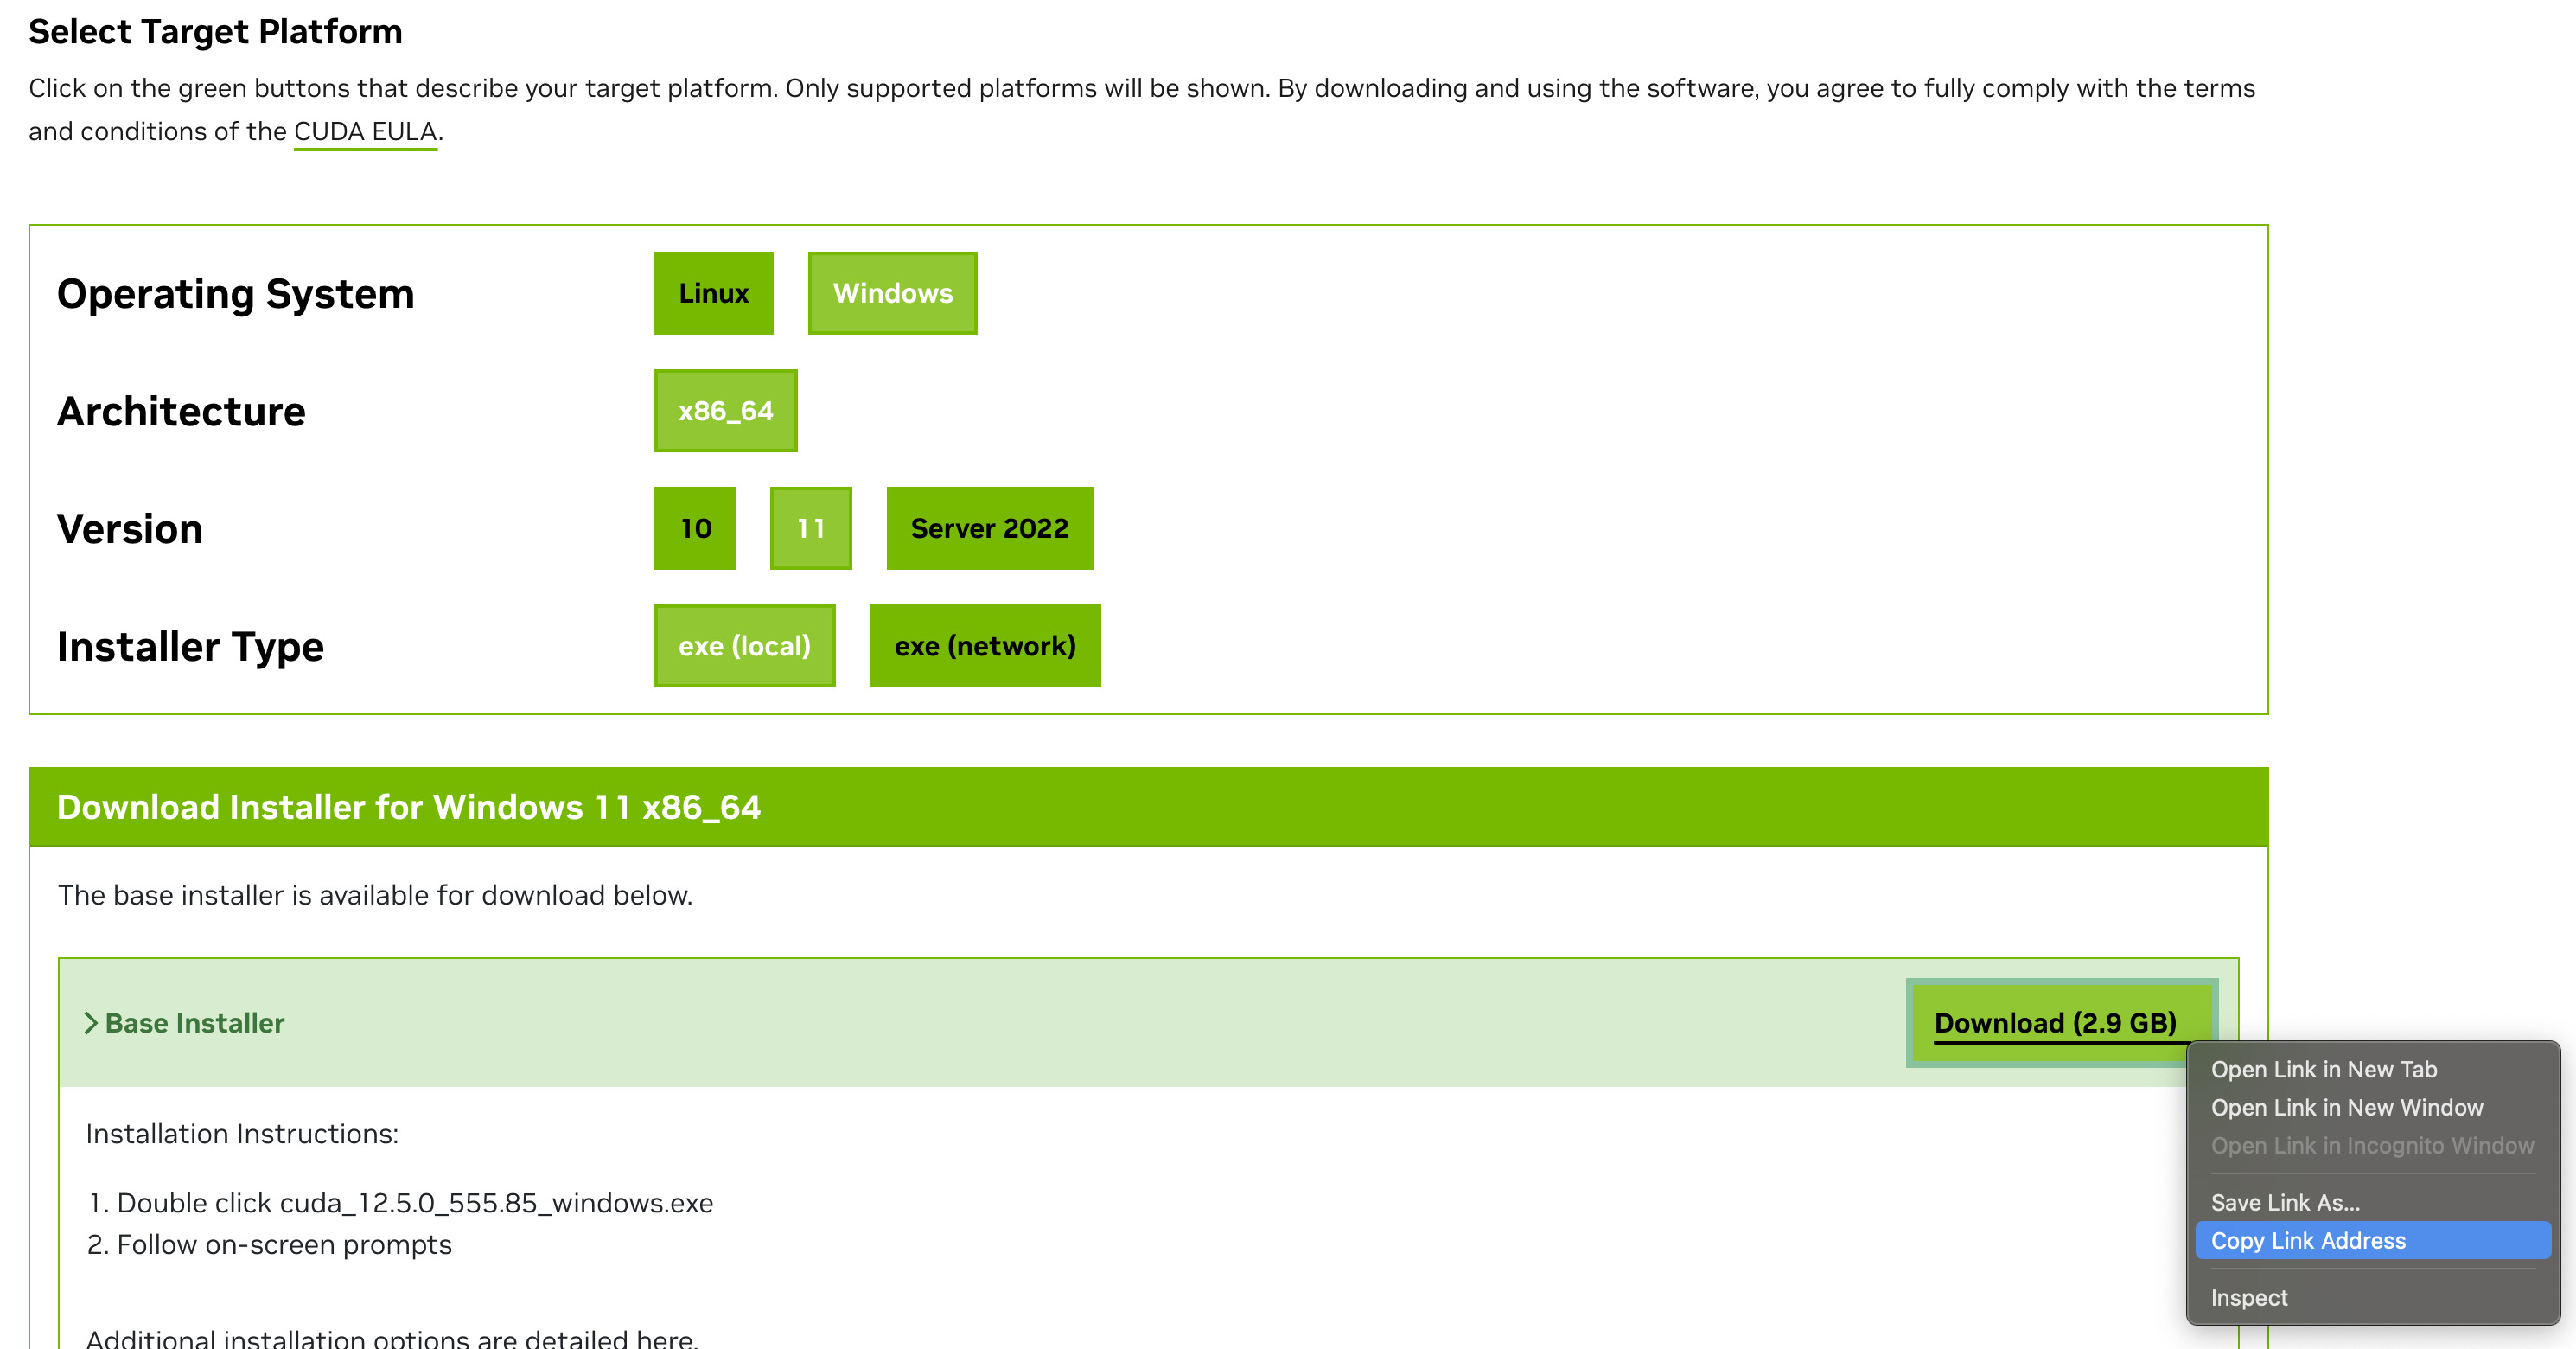 Select Target Platform
Click on the green buttons that describe your target platform. Only supported platforms will be shown. By downloading and using the software, you agree to fully comply with the terms
and conditions of the CUDA EULA.
Operating System
Linux
Windows
Architecture
x86_64
Version
10
11
Server 2022
Installer Type
exe (local)
exe (network)
Download Installer for Windows 11 x86_64
The base installer is available for download below.
Base Installer
Download (2.9 GB)
Open Link in New Tab
Open Link in New Window
Open Link in Incognito Window
Save Link As...
Copy Link Address
Inspect
Installation Instructions:
1. Double click cuda_12.5.0_555.85_windows.exe
2. Follow on-screen prompts
Additional installation options are detailed here.